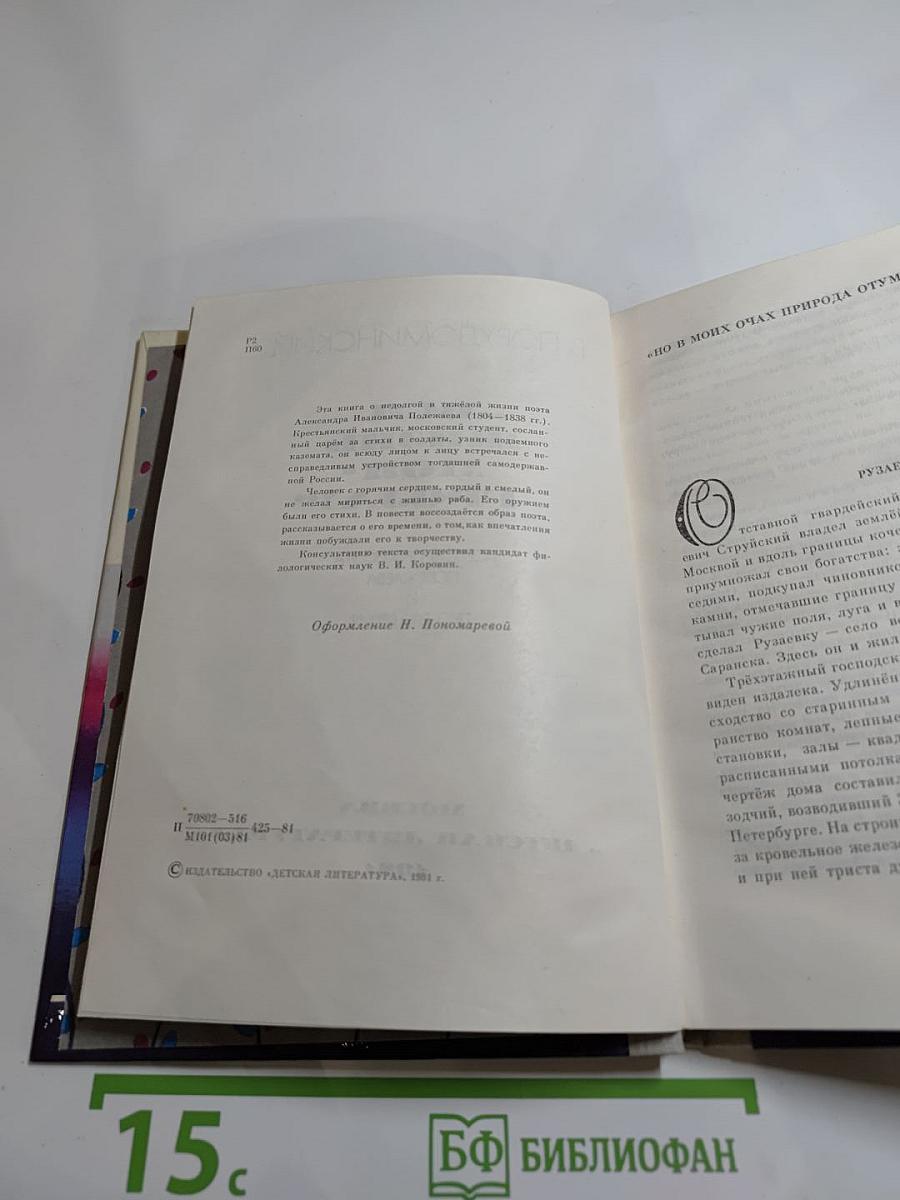 Р2
П60
Эта книга о недолгой и тяжёлой жизни поэта
Александра Ивановича Полежаева (1804—1838 гг.).
Крестьянский мальчик, московский студент, сослан-
ный царём за стихи в солдаты, узник подземного
каземата, он всюду лицом к лицу встречался с не-
справедливым устройством тогдашней самодержав-
ной России.
Человек с горячим сердцем, гордый и смелый, он
не желал мириться с жизнью раба. Его оружием
были его стихи. В повести воссоздаётся образ поэта,
рассказывается о его времени, о том, как впечатления
жизни побуждали его к творчеству.
Консультацию текста осуществил кандидат фи-
лологических наук В. И. Коровин.
Оформление Н. Пономаревой
П 70802—516
М101(03)81 425—81
© ИЗДАТЕЛЬСТВО «ДЕТСКАЯ ЛИТЕРАТУРА», 1981 г.
«НО В МОИХ ОЧАХ ПРИРОДА ОТУМ
РУЗАЕВ
Отставной гвардейский
евич Струйский владел землёй
Москвой и вдоль границы коче
приумножал свои богатства: з
седями, подкупал чиновнико
камни, отмечавшие границу
тывал чужие поля, луга и в
сделал Рузаевку — село не
Саранска. Здесь он и жил
Трёхэтажный господск
виден издалека. Удлинён
сходство со старинным
ранство комнат, лепные
становки, залы — квад
расписанными потолка
чертёж дома составил
зодчий, возводивший З
Петербурге. На строи
за кровельное желез
и при ней триста д
15 с
БФ БИБЛИОФАН